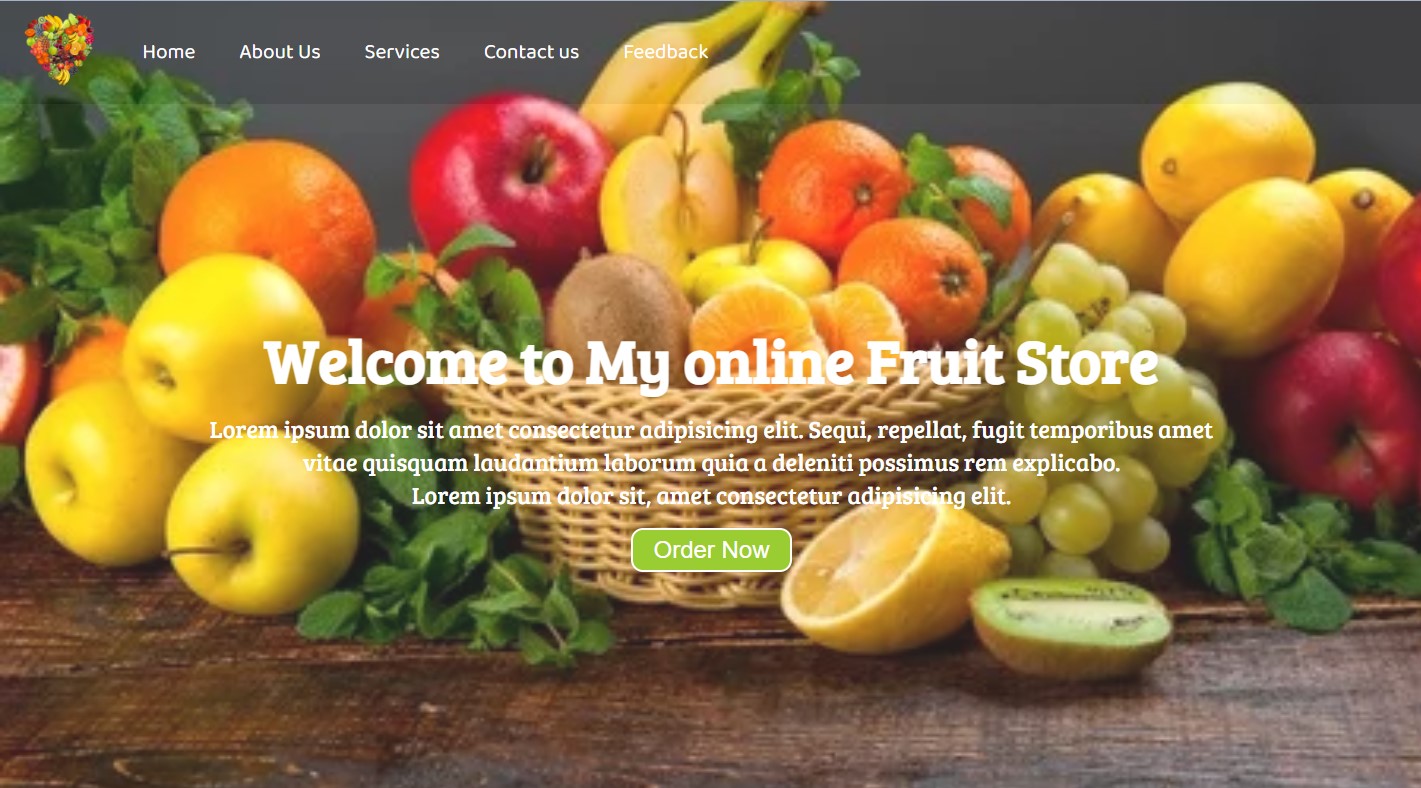 Home About Us Services Contact us Feedback
Welcome to My online Fruit Store
Lorem ipsum dolor sit amet consectetur adipisicing elit. Sequi, repellat, fugit temporibus amet
vitae quisquam laudantium laborum quia a deleniti possimus rem explicabo.
Lorem ipsum dolor sit, amet consectetur adipisicing elit.
Order Now